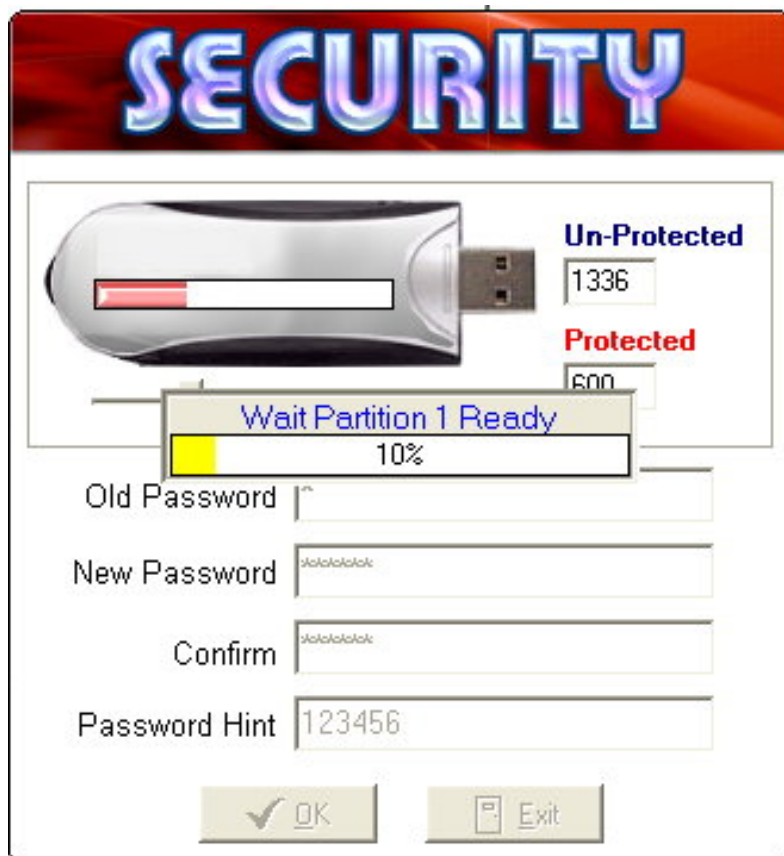 SECURITY
Un-Protected
1336
Protected
600
Wait Partition 1 Ready
10%
Old Password *
New Password ******
Confirm ******
Password Hint 123456
OK Exit